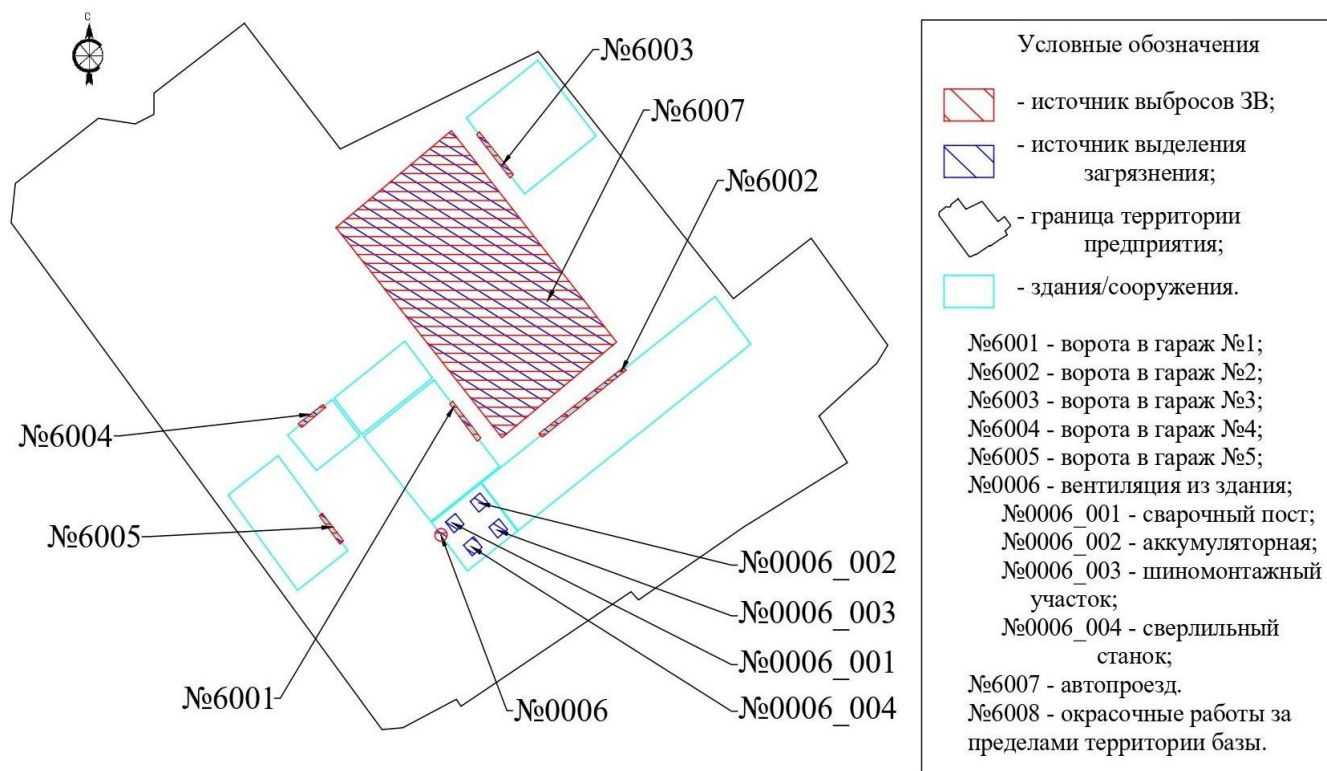 С
№6003
№6007
№6002
№6004
№6005
№6001
№0006
№0006_002
№0006_003
№0006_001
№0006_004
Условные обозначения
- источник выбросов ЗВ;
- источник выделения
загрязнения;
- граница территории
предприятия;
- здания/сооружения.
№6001 - ворота в гараж №1;
№6002 - ворота в гараж №2;
№6003 - ворота в гараж №3;
№6004 - ворота в гараж №4;
№6005 - ворота в гараж №5;
№0006 - вентиляция из здания;
№0006_001 - сварочный пост;
№0006_002 - аккумуляторная;
№0006_003 - шиномонтажный
участок;
№0006_004 - сверлильный
станок;
№6007 - автопроезд.
№6008 - окрасочные работы за
пределами территории базы.